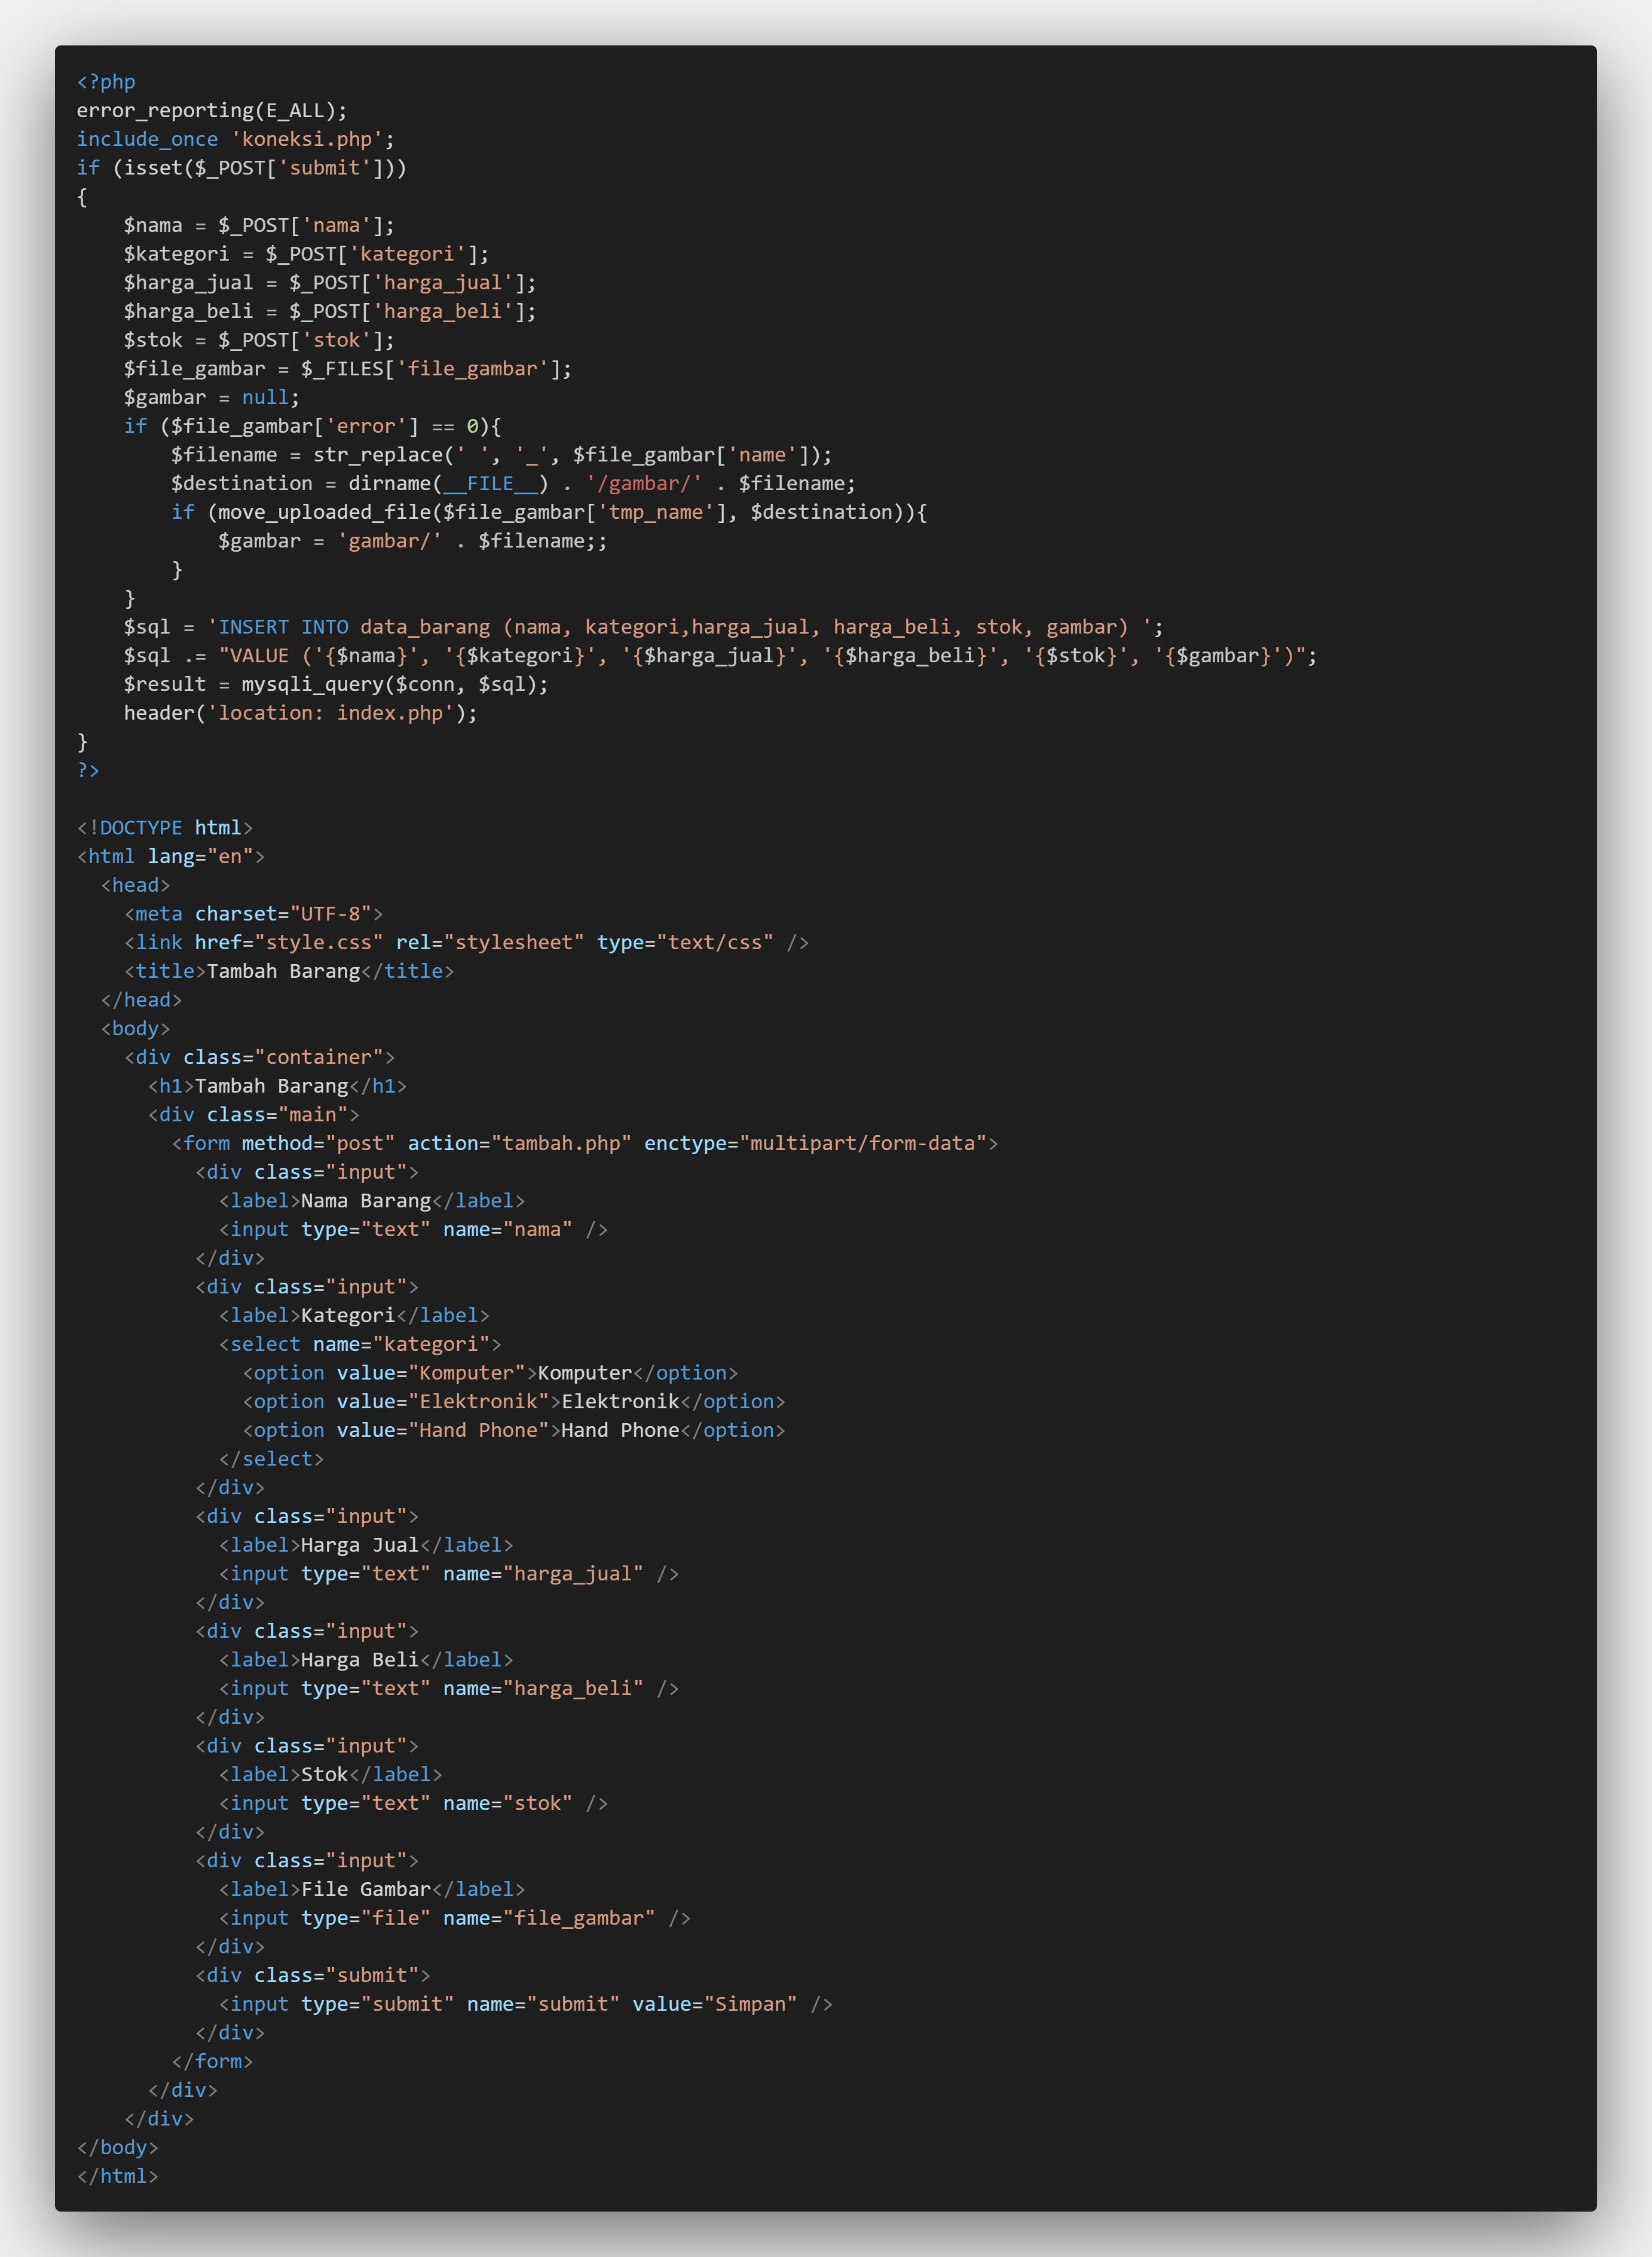 <?php
error_reporting(E_ALL);
include_once 'koneksi.php';
if (isset($_POST['submit']))
{
    $nama = $_POST['nama'];
    $kategori = $_POST['kategori'];
    $harga_jual = $_POST['harga_jual'];
    $harga_beli = $_POST['harga_beli'];
    $stok = $_POST['stok'];
    $file_gambar = $_FILES['file_gambar'];
    $gambar = null;
    if ($file_gambar['error'] == 0){
        $filename = str_replace(' ', '_', $file_gambar['name']);
        $destination = dirname(__FILE__) . '/gambar/' . $filename;
        if (move_uploaded_file($file_gambar['tmp_name'], $destination)){
            $gambar = 'gambar/' . $filename;;
        }
    }
    $sql = 'INSERT INTO data_barang (nama, kategori,harga_jual, harga_beli, stok, gambar) ';
    $sql .= "VALUE ('{$nama}', '{$kategori}', '{$harga_jual}', '{$harga_beli}', '{$stok}', '{$gambar}')";
    $result = mysqli_query($conn, $sql);
    header('location: index.php');
}
?>

<!DOCTYPE html>
<html lang="en">
  <head>
    <meta charset="UTF-8">
    <link href="style.css" rel="stylesheet" type="text/css" />
    <title>Tambah Barang</title>
  </head>
  <body>
    <div class="container">
      <h1>Tambah Barang</h1>
      <div class="main">
        <form method="post" action="tambah.php" enctype="multipart/form-data">
          <div class="input">
            <label>Nama Barang</label>
            <input type="text" name="nama" />
          </div>
          <div class="input">
            <label>Kategori</label>
            <select name="kategori">
              <option value="Komputer">Komputer</option>
              <option value="Elektronik">Elektronik</option>
              <option value="Hand Phone">Hand Phone</option>
            </select>
          </div>
          <div class="input">
            <label>Harga Jual</label>
            <input type="text" name="harga_jual" />
          </div>
          <div class="input">
            <label>Harga Beli</label>
            <input type="text" name="harga_beli" />
          </div>
          <div class="input">
            <label>Stok</label>
            <input type="text" name="stok" />
          </div>
          <div class="input">
            <label>File Gambar</label>
            <input type="file" name="file_gambar" />
          </div>
          <div class="submit">
            <input type="submit" name="submit" value="Simpan" />
          </div>
        </form>
      </div>
    </div>
</body>
</html>